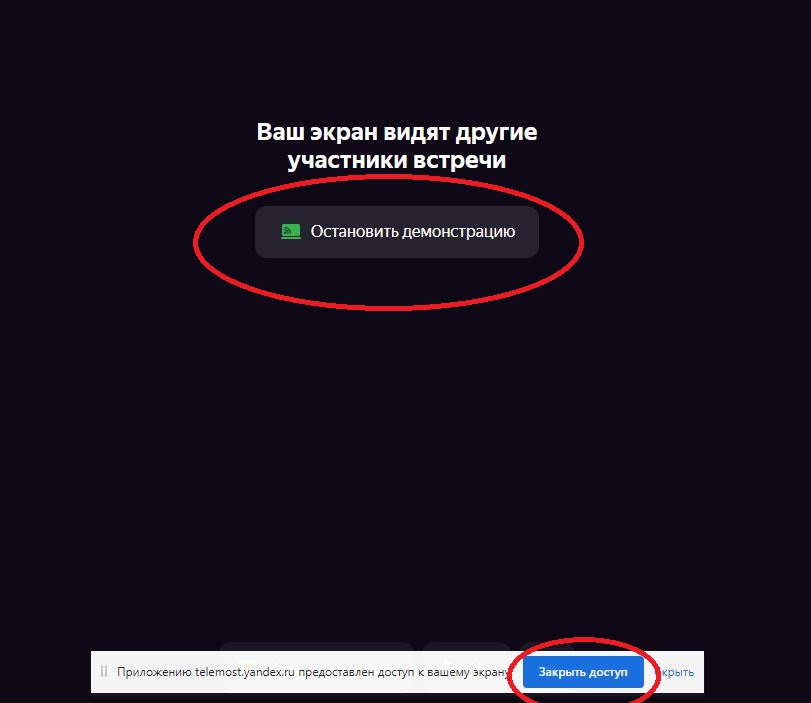 Ваш экран видят другие
участники встречи
Остановить демонстрацию
Приложению telemost.yandex.ru предоставлен доступ к вашему экрану
Закрыть доступ